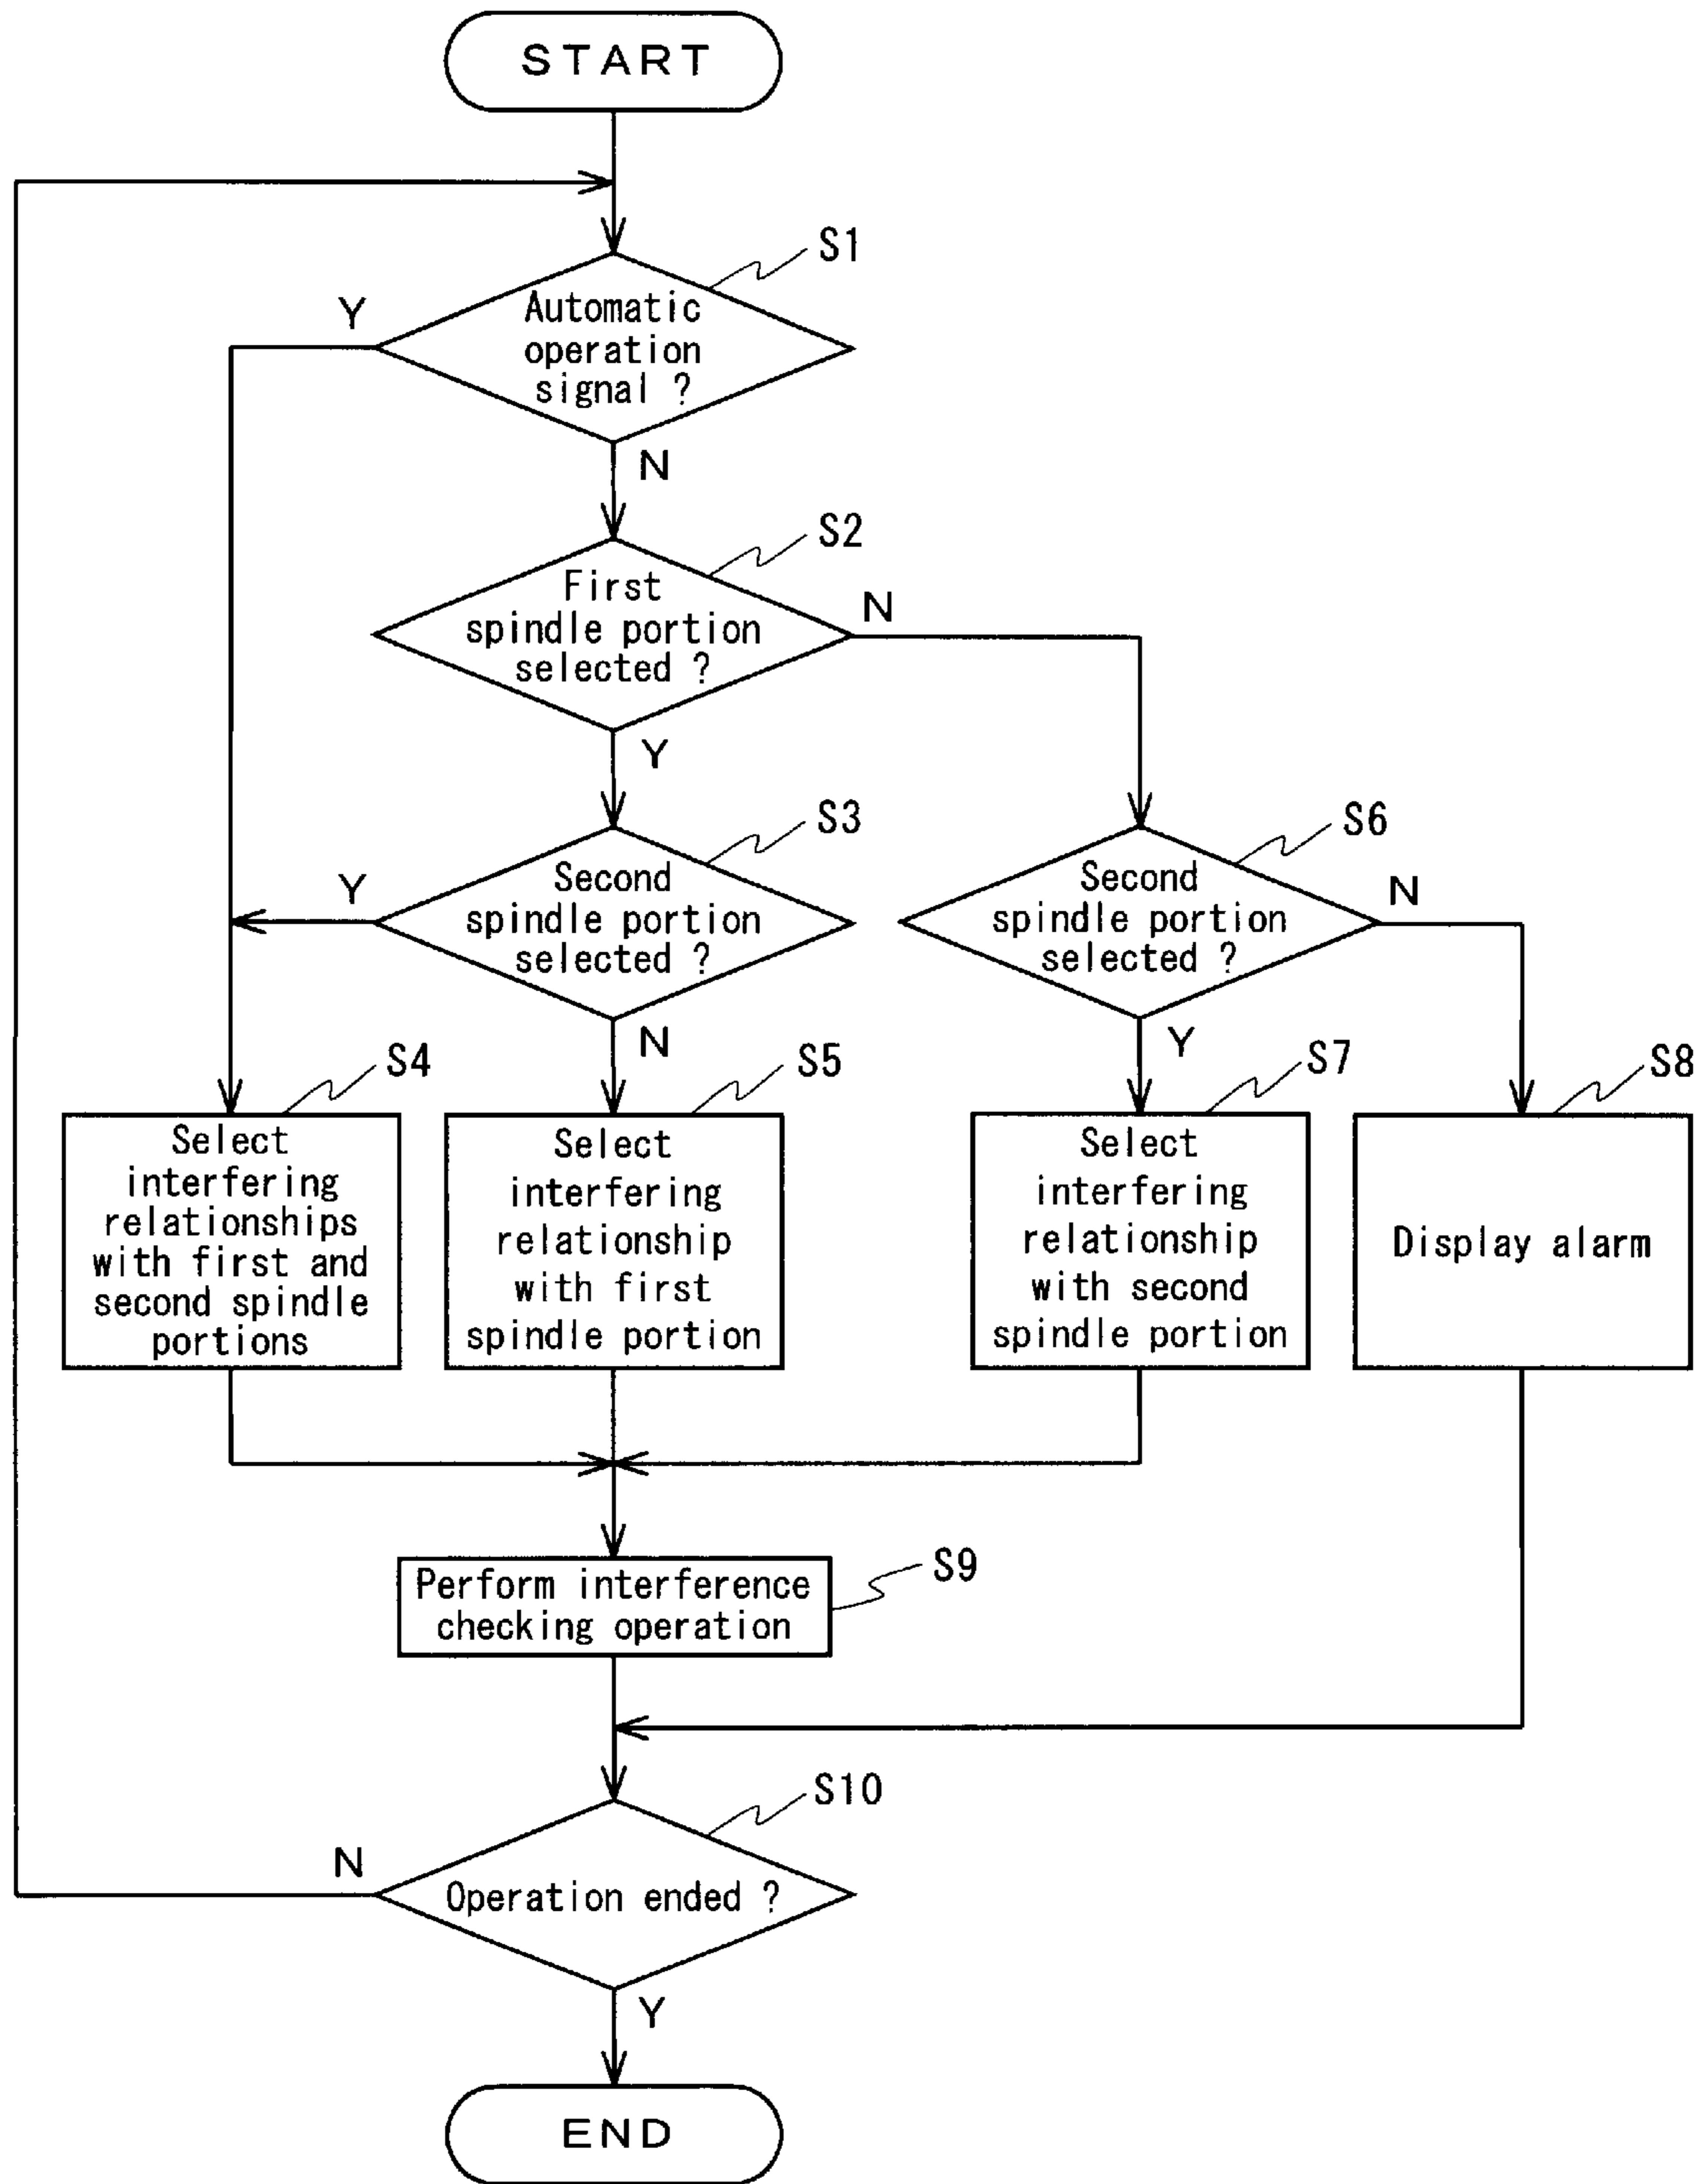 START
S1
Y
Automatic
operation
signal ?
N
S2
First
spindle portion
selected ?
N
Y
S3
Y
Second
spindle portion
selected ?
N
S6
Second
spindle portion
selected ?
N
Y
S4
Select
interfering
relationships
with first and
second spindle
portions
S5
Select
interfering
relationship
with first
spindle portion
S7
Select
interfering
relationship
with second
spindle portion
S8
Display alarm
S9
Perform interference
checking operation
S10
N
Operation ended ?
Y
END